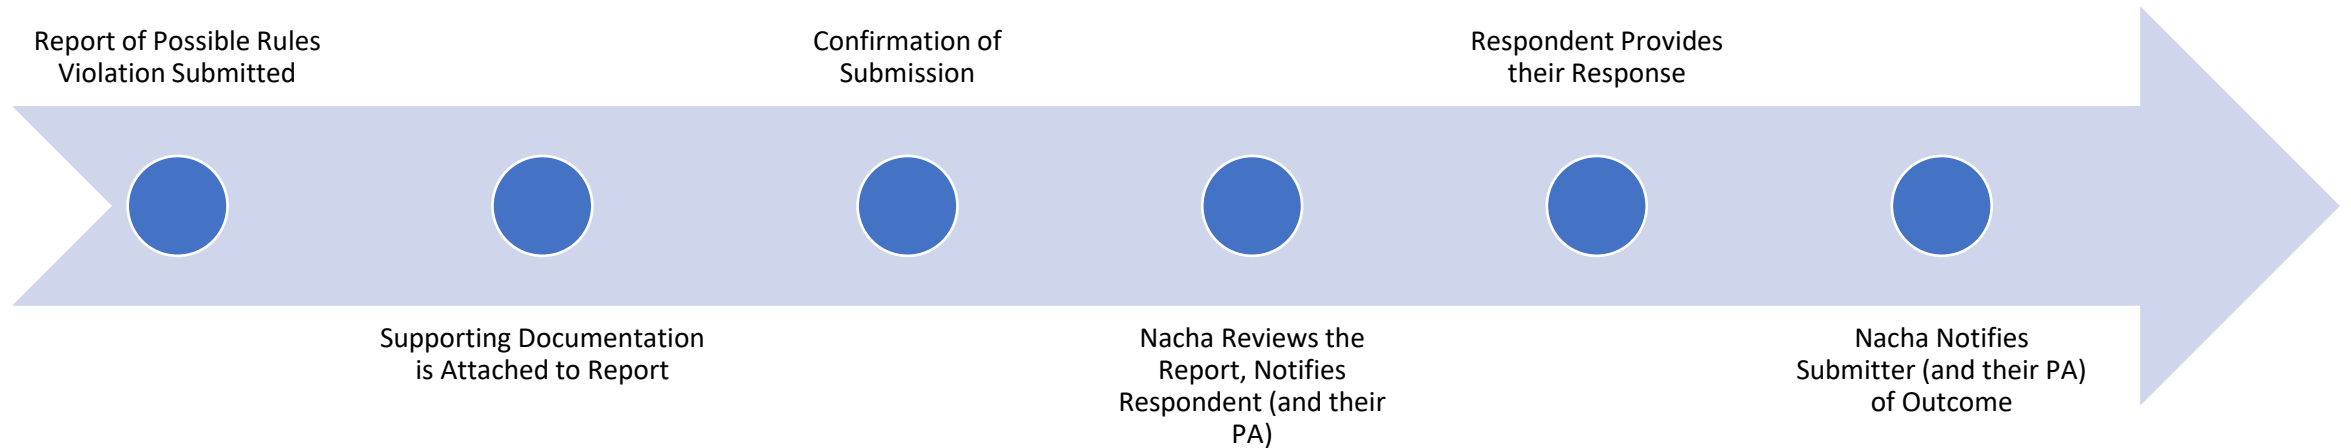 Report of Possible Rules
Violation Submitted
Supporting Documentation
is Attached to Report
Confirmation of
Submission
Nacha Reviews the
Report, Notifies
Respondent (and their
PA)
Respondent Provides
their Response
Nacha Notifies
Submitter (and their PA)
of Outcome